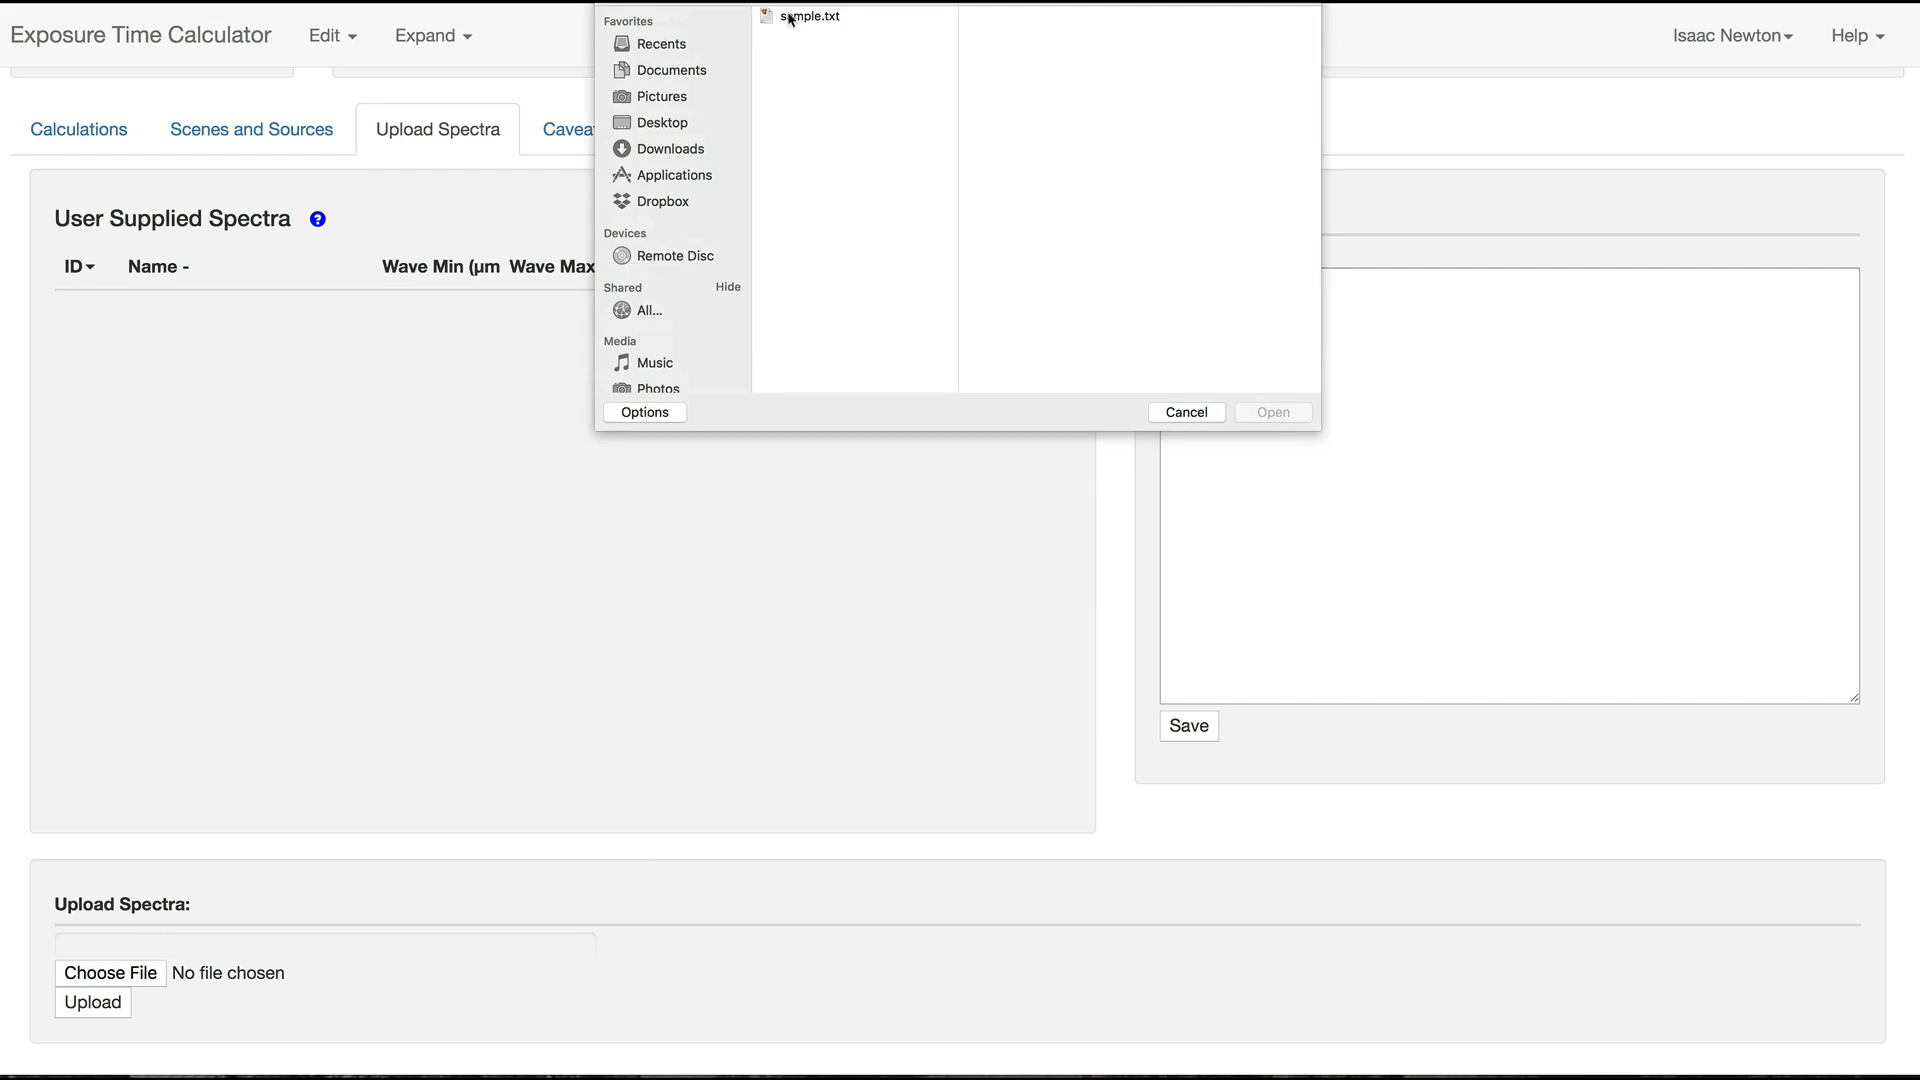 Exposure Time Calculator Edit Expand Isaac Newton Help
Calculations Scenes and Sources Upload Spectra Caveat
User Supplied Spectra ?
ID Name - Wave Min (μm Wave Max
Favorites
Recents
Documents
Pictures
Desktop
Downloads
Applications
Dropbox
Devices
Remote Disc
Shared Hide
All...
Media
Music
Photos
sample.txt
Options Cancel Open
Save
Upload Spectra:
Choose File No file chosen
Upload